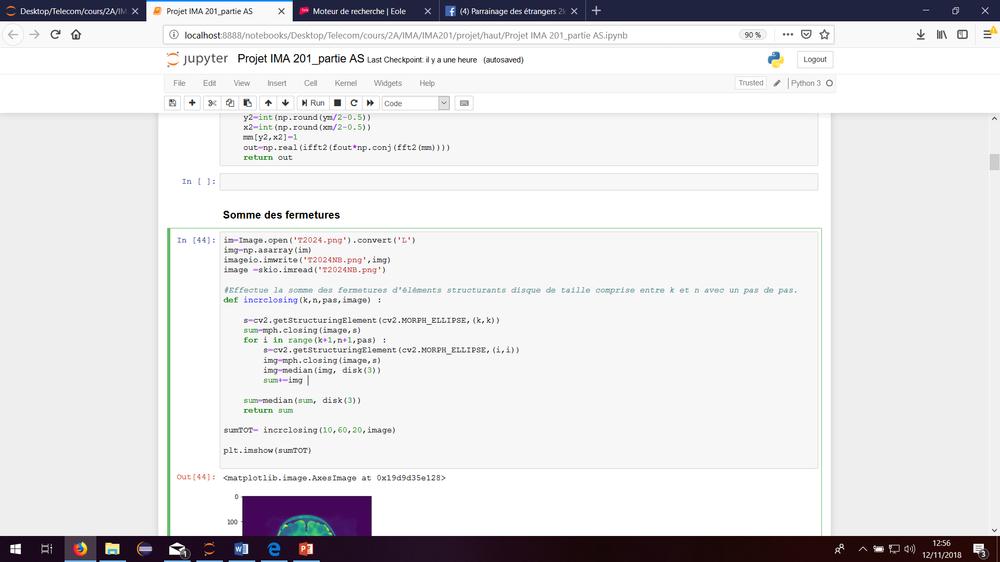 Desktop/Telecom/cours/2A/IM
Projet IMA 201_partie AS
Moteur de recherche | Eole
(4) Parrainage des étrangers 2k
localhost:8888/notebooks/Desktop/Telecom/cours/2A/IMA/IMA201/projet/haut/Projet IMA 201_partie AS.ipynb
90 %
jupyter Projet IMA 201_partie AS Last Checkpoint: il y a une heure (autosaved)
Logout
File Edit View Insert Cell Kernel Widgets Help
Trusted
Python 3
Run
Code
y2=int(np.round(ym/2-0.5))
x2=int(np.round(xm/2-0.5))
mm[y2,x2]=1
out=np.real(ifft2(fout*np.conj(fft2(mm))))
return out
In [ ]:
Somme des fermetures
In [44]:
im=Image.open('T2024.png').convert('L')
img=np.asarray(im)
imageio.imwrite('T2024NB.png',img)
image =skio.imread('T2024NB.png')
#Effectue la somme des fermetures d'éléments structurants disque de taille comprise entre k et n avec un pas de pas.
def incrclosing(k,n,pas,image) :
s=cv2.getStructuringElement(cv2.MORPH_ELLIPSE,(k,k))
sum=mph.closing(image,s)
for i in range(k+1,n+1,pas) :
s=cv2.getStructuringElement(cv2.MORPH_ELLIPSE,(i,i))
img=mph.closing(image,s)
img=median(img, disk(3))
sum+=img
sum=median(sum, disk(3))
return sum
sumTOT= incrclosing(10,60,20,image)
plt.imshow(sumTOT)
Out[44]:
<matplotlib.image.AxesImage at 0x19d9d35e128>
0
100
1
12:56
12/11/2018
3